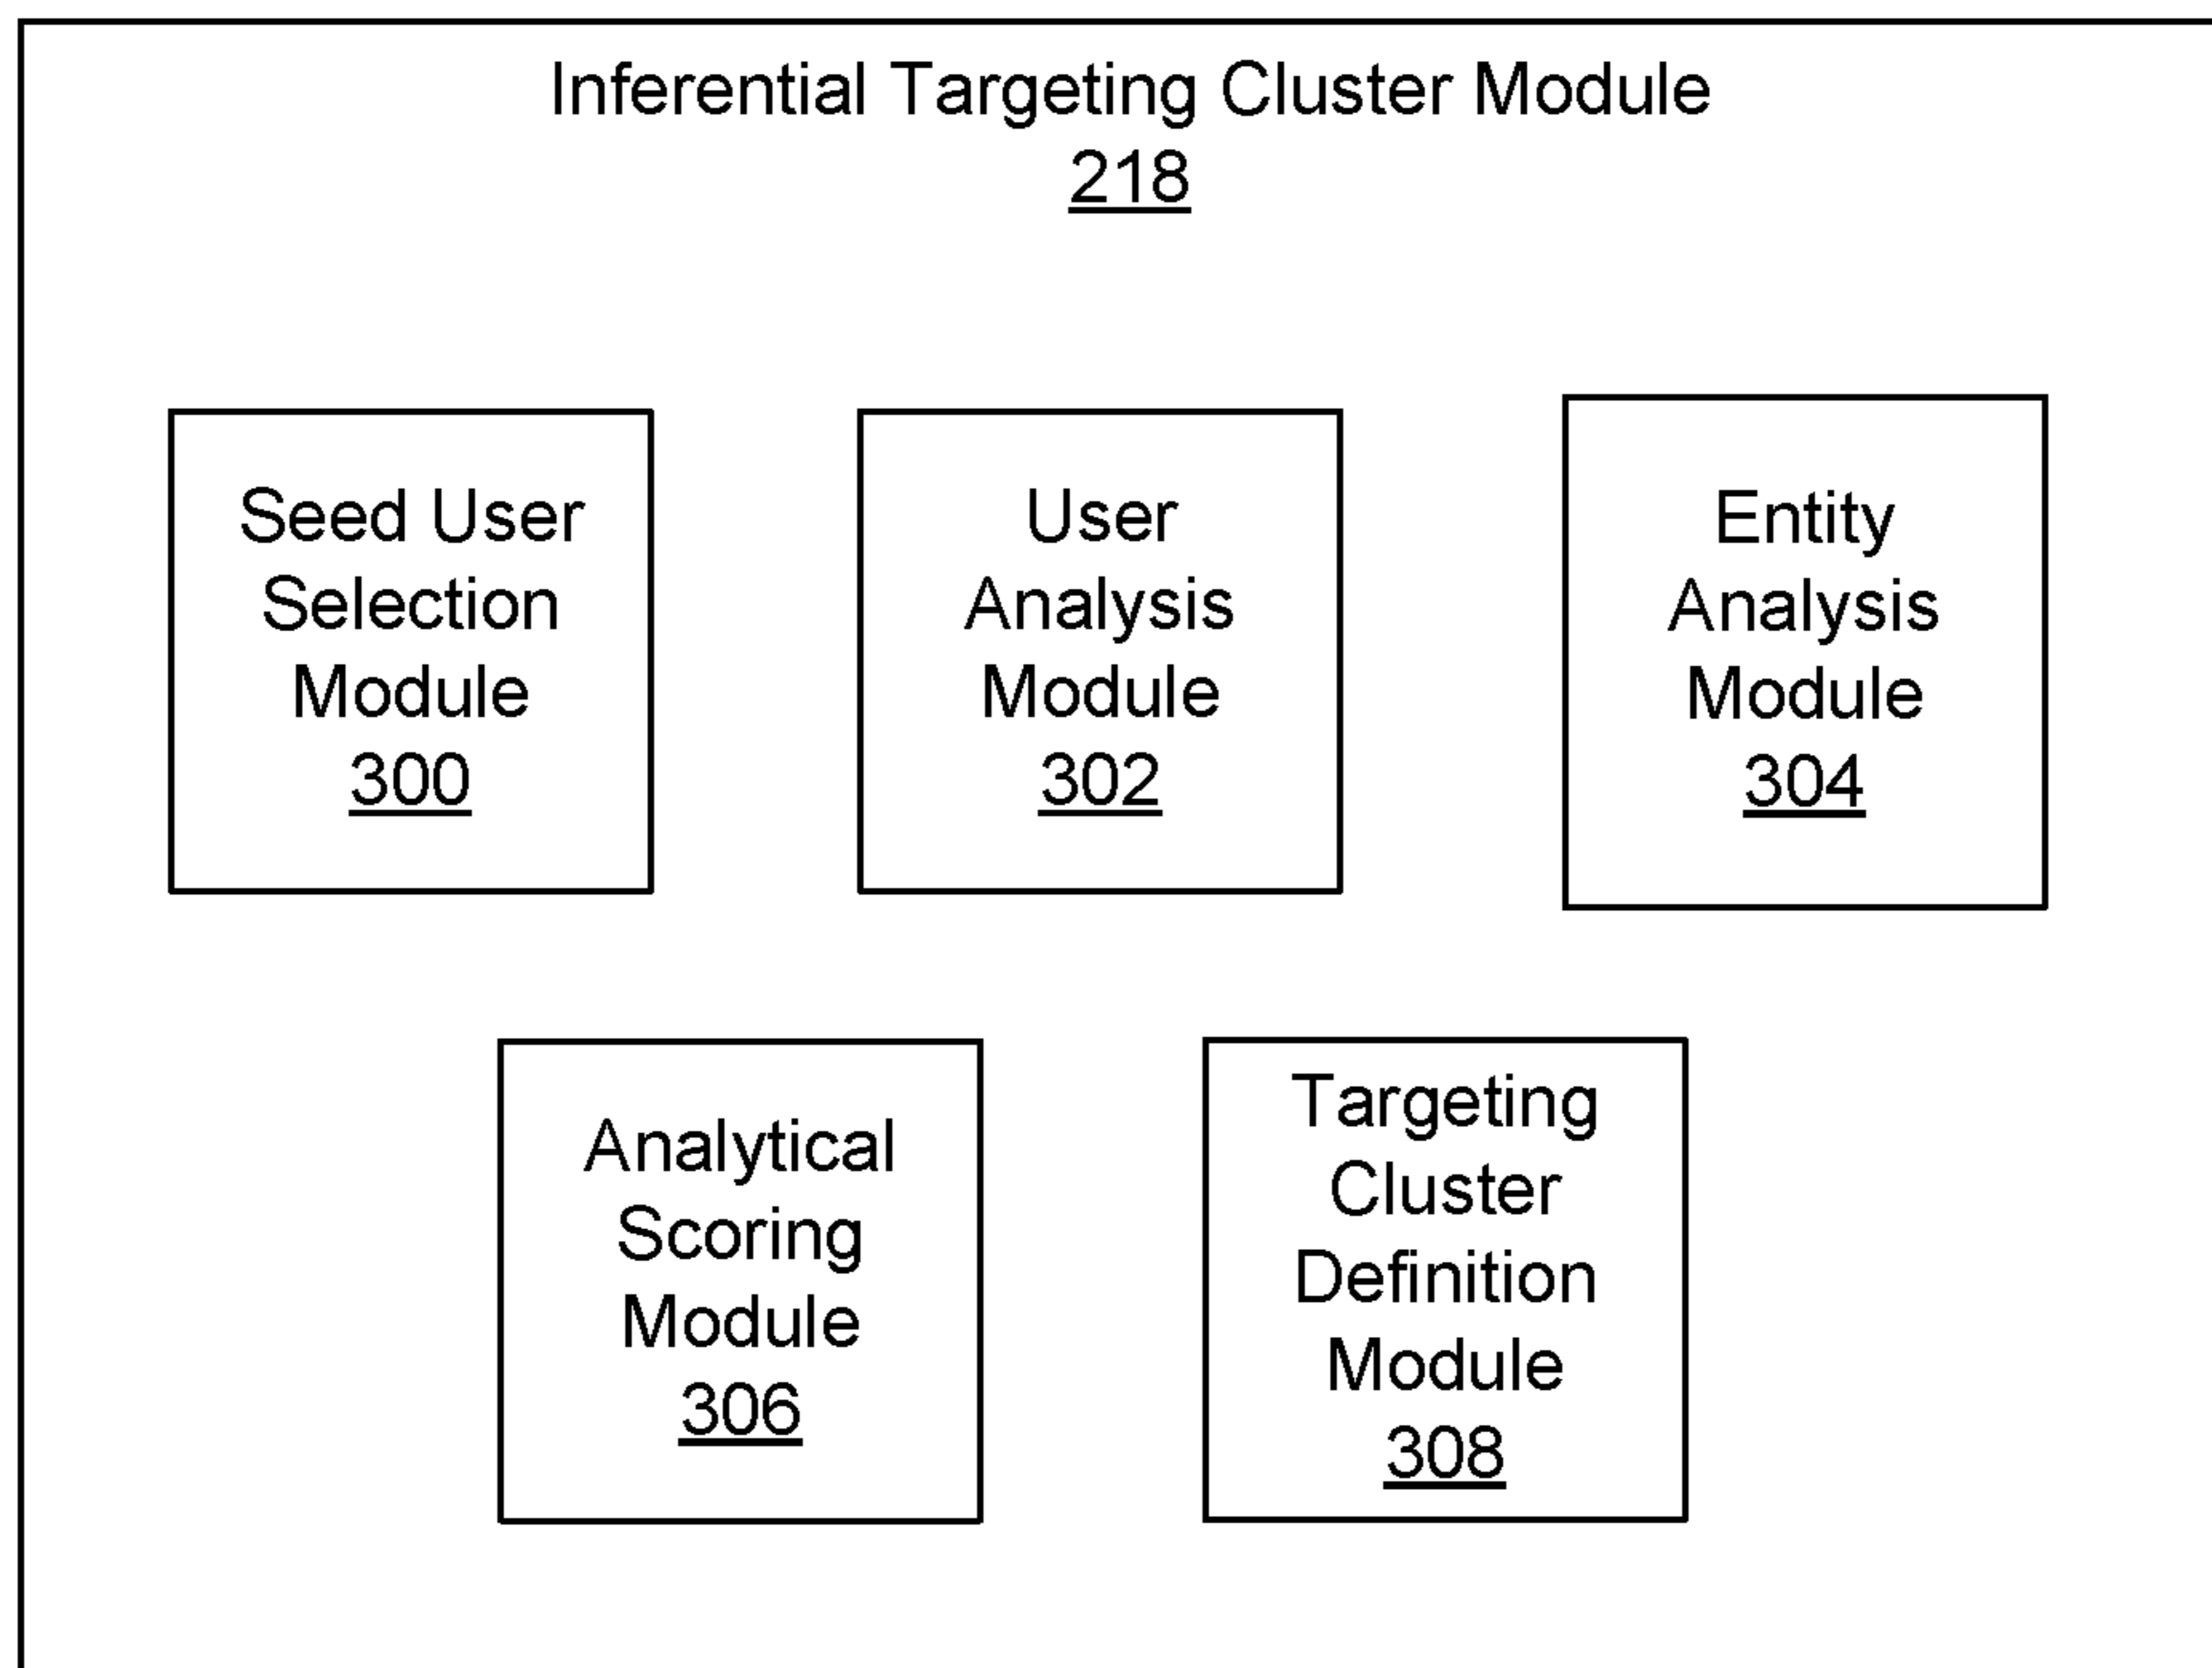 Inferential Targeting Cluster Module
218
Seed User
Selection
Module
300
User
Analysis
Module
302
Entity
Analysis
Module
304
Analytical
Scoring
Module
306
Targeting
Cluster
Definition
Module
308